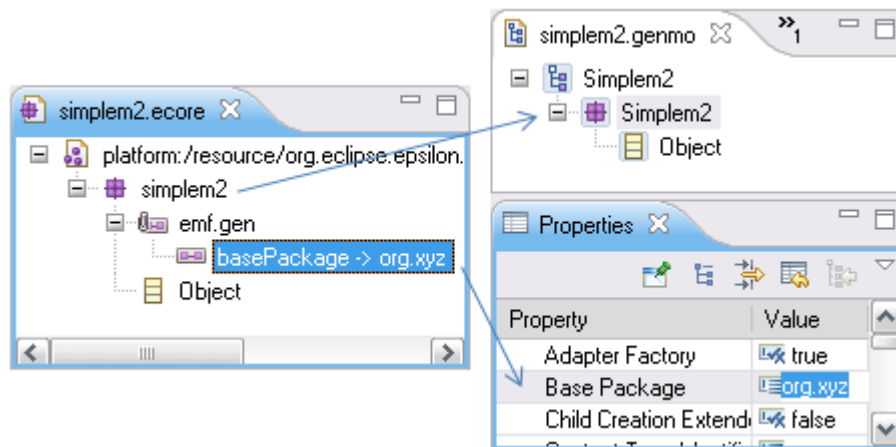 simplem2.genmo
»1
Simplem2
Simplem2
Object
simplem2.ecore
platform:/resource/org.eclipse.epsilon.
simplem2
emf.gen
basePackage -> org.xyz
Object
Properties
Property Value
Adapter Factory true
Base Package org.xyz
Child Creation Extend false